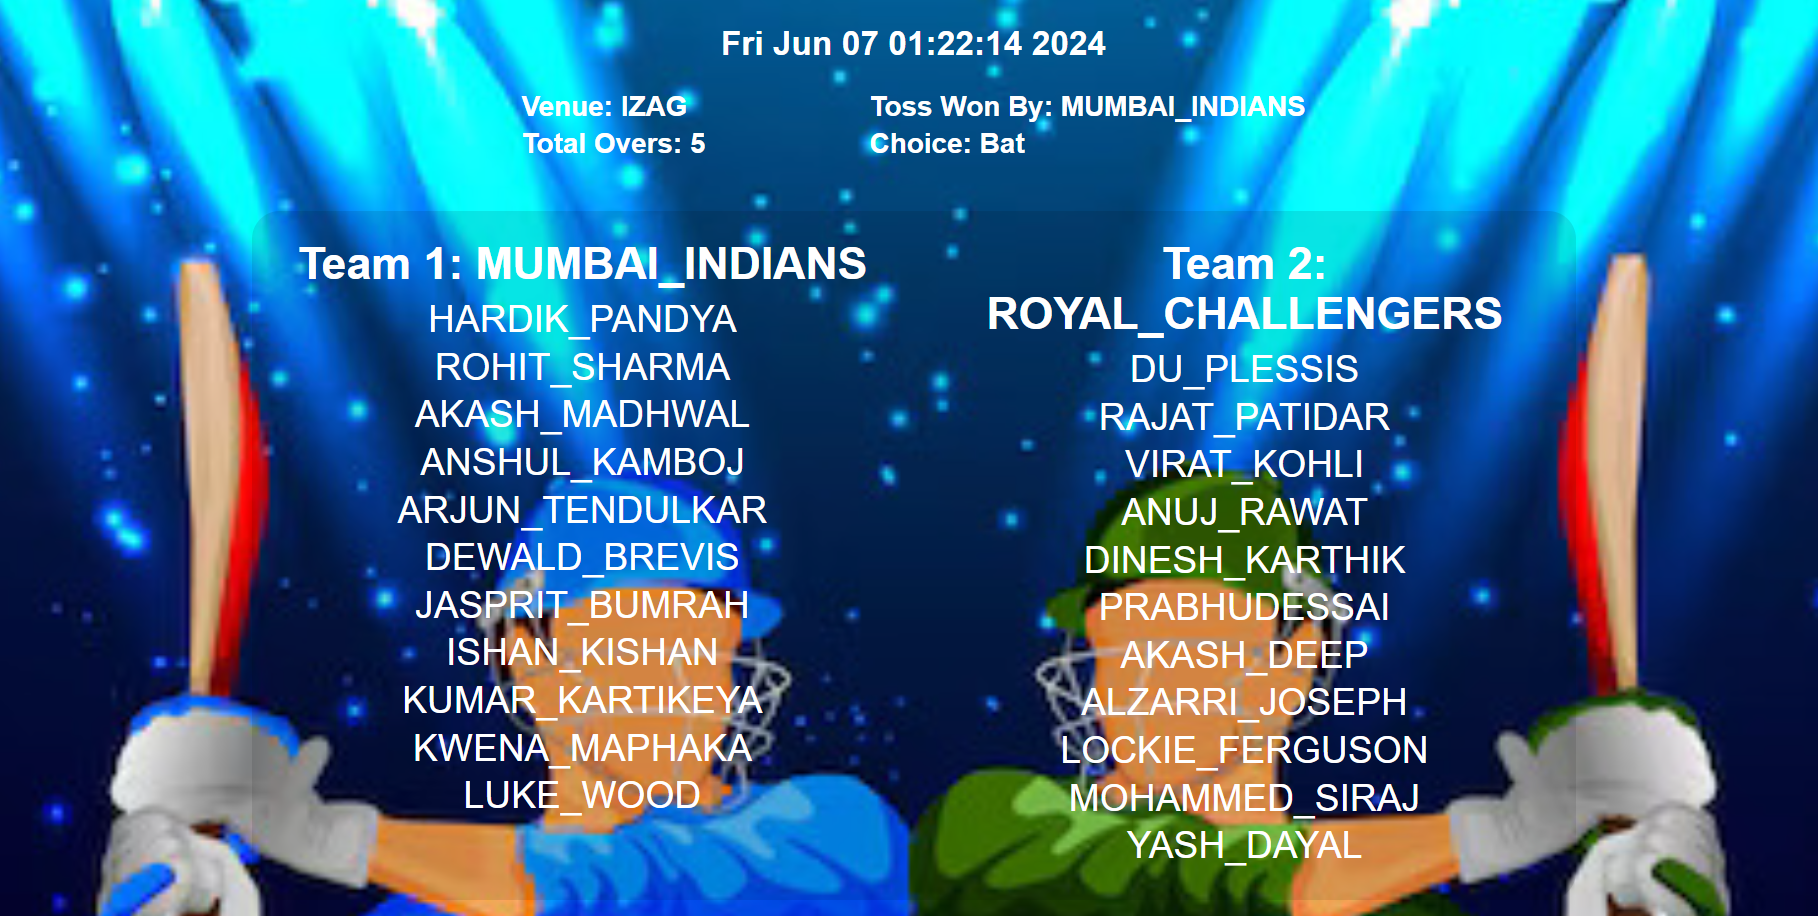 Fri Jun 07 01:22:14 2024
Venue: IZAG
Total Overs: 5
Toss Won By: MUMBAI_INDIANS
Choice: Bat
Team 1: MUMBAI_INDIANS
HARDIK_PANDYA
ROHIT_SHARMA
AKASH_MADHWAL
ANSHUL_KAMBOJ
ARJUN_TENDULKAR
DEWALD_BREVIS
JASPRIT_BUMRAH
ISHAN_KISHAN
KUMAR_KARTIKEYA
KWENA_MAPHAKA
LUKE_WOOD
Team 2:
ROYAL_CHALLENGERS
DU_PLESSIS
RAJAT_PATIDAR
VIRAT_KOHLI
ANUJ_RAWAT
DINESH_KARTHIK
PRABHUDESSAI
AKASH_DEEP
ALZARRI_JOSEPH
LOCKIE_FERGUSON
MOHAMMED_SIRAJ
YASH_DAYAL